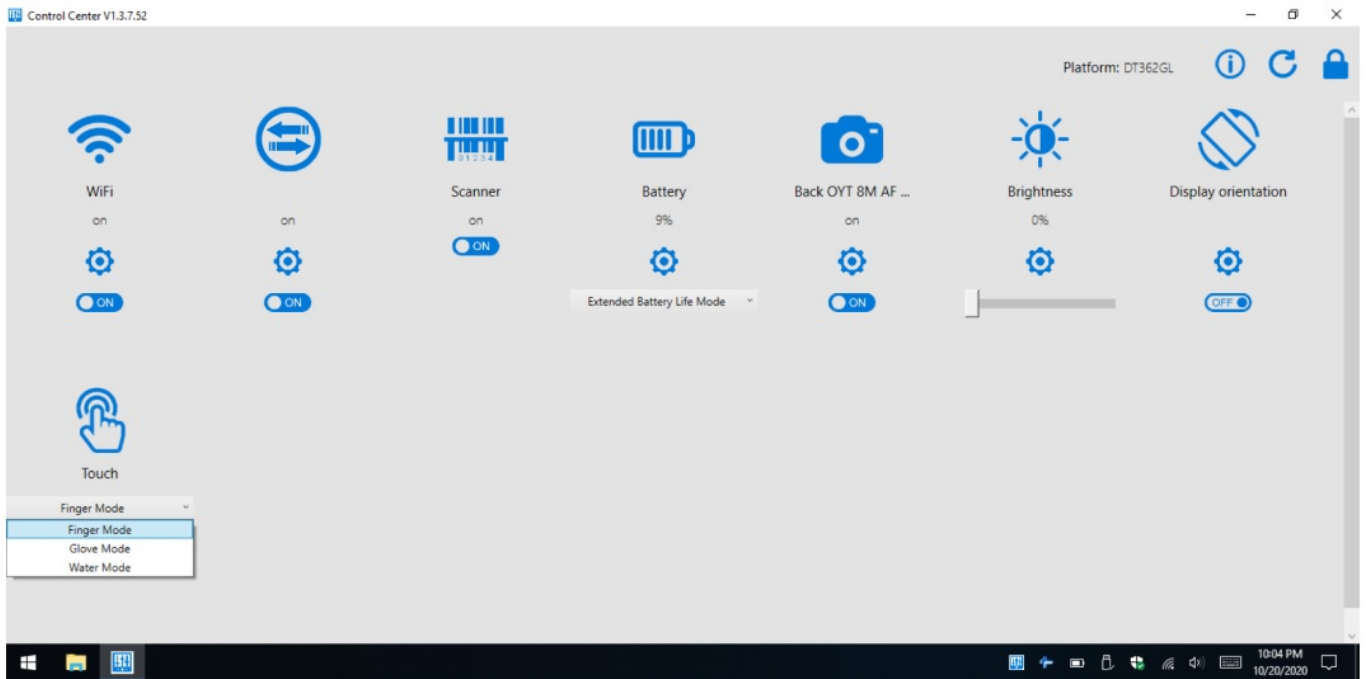 Control Center V1.3.7.52
Platform: DT362GL
01234
WiFi
Scanner
Battery
Back OYT 8M AF ...
Brightness
Display orientation
on
on
on
9%
on
0%
ON
ON
ON
Extended Battery Life Mode
ON
OFF
Touch
Finger Mode
Finger Mode
Glove Mode
Water Mode
10:04 PM
10/20/2020